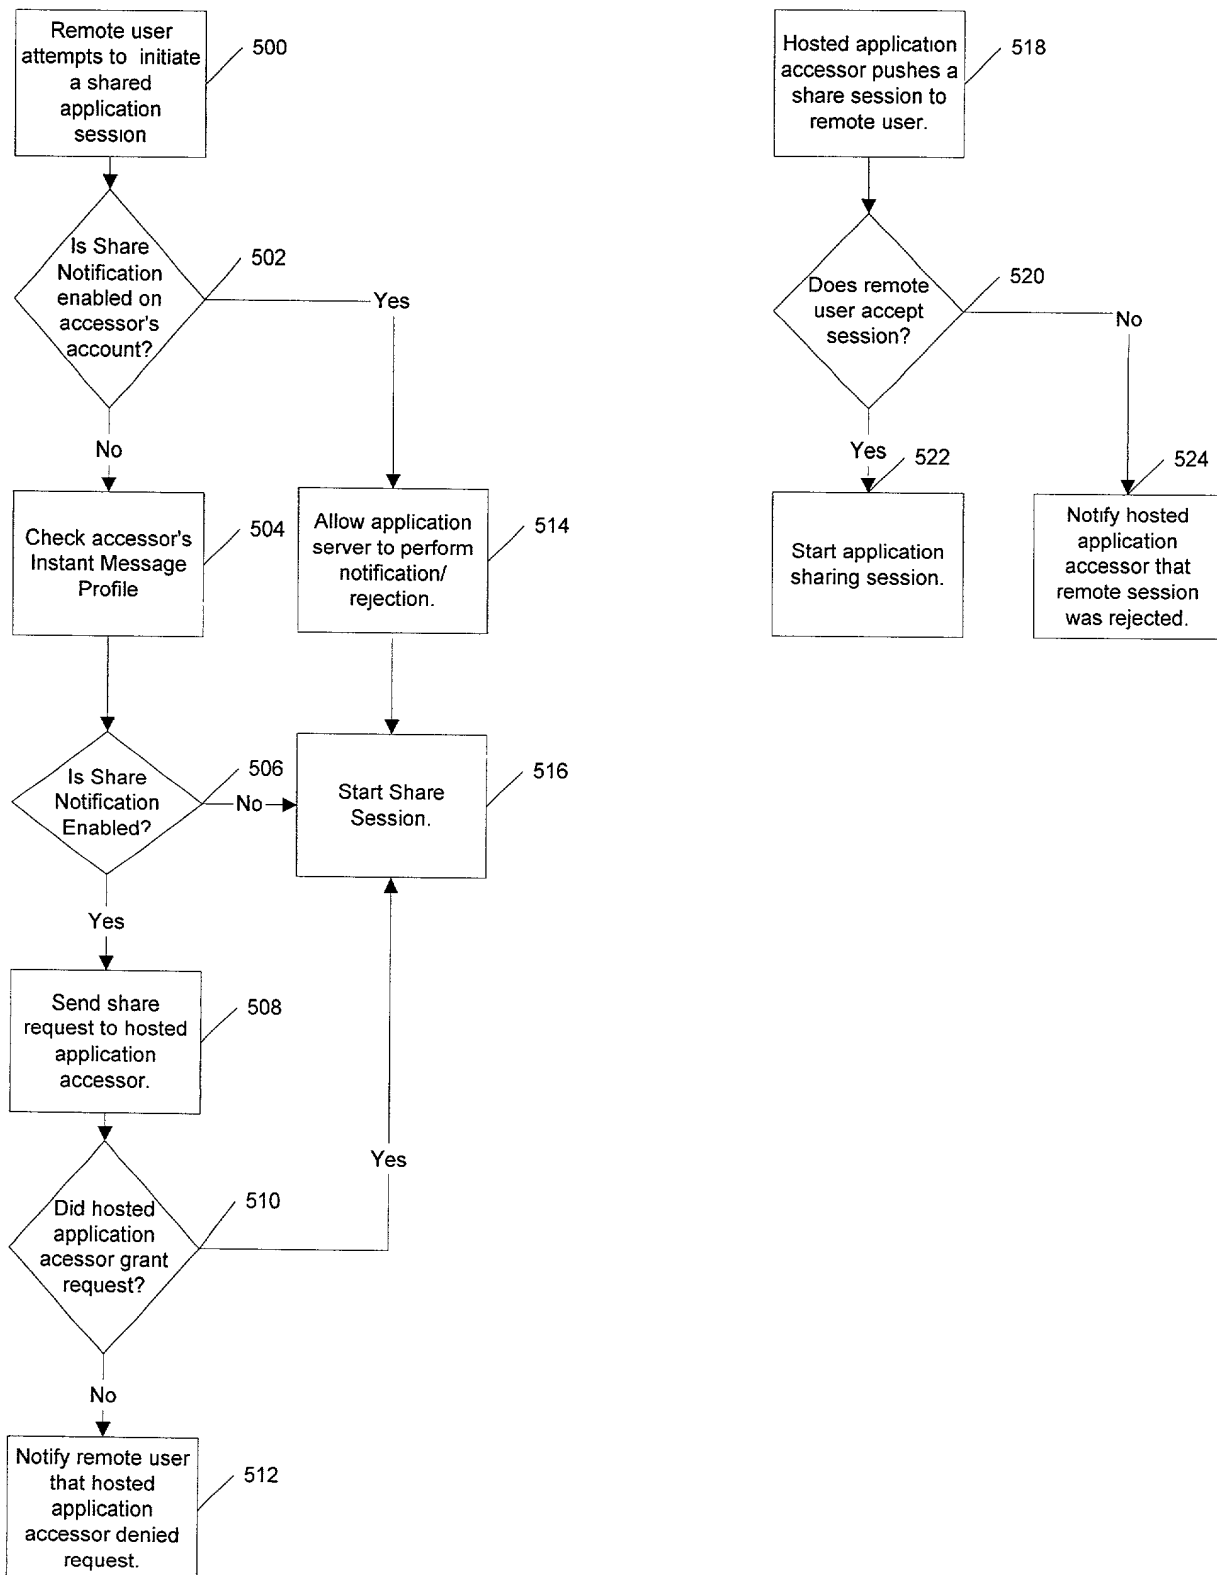 Remote user
attempts to initiate
a shared
application
session
500
Is Share
Notification
enabled on
accessor's
account?
502
Yes
No
Check accessor's
Instant Message
Profile
504
Allow application
server to perform
notification/
rejection.
514
Is Share
Notification
Enabled?
506
No
Start Share
Session.
516
Yes
Send share
request to hosted
application
accessor.
508
Did hosted
application
acessor grant
request?
510
Yes
No
Notify remote user
that hosted
application
accessor denied
request.
512
Hosted application
accessor pushes a
share session to
remote user.
518
Does remote
user accept
session?
520
No
Yes
522
Start application
sharing session.
524
Notify hosted
application
accessor that
remote session
was rejected.